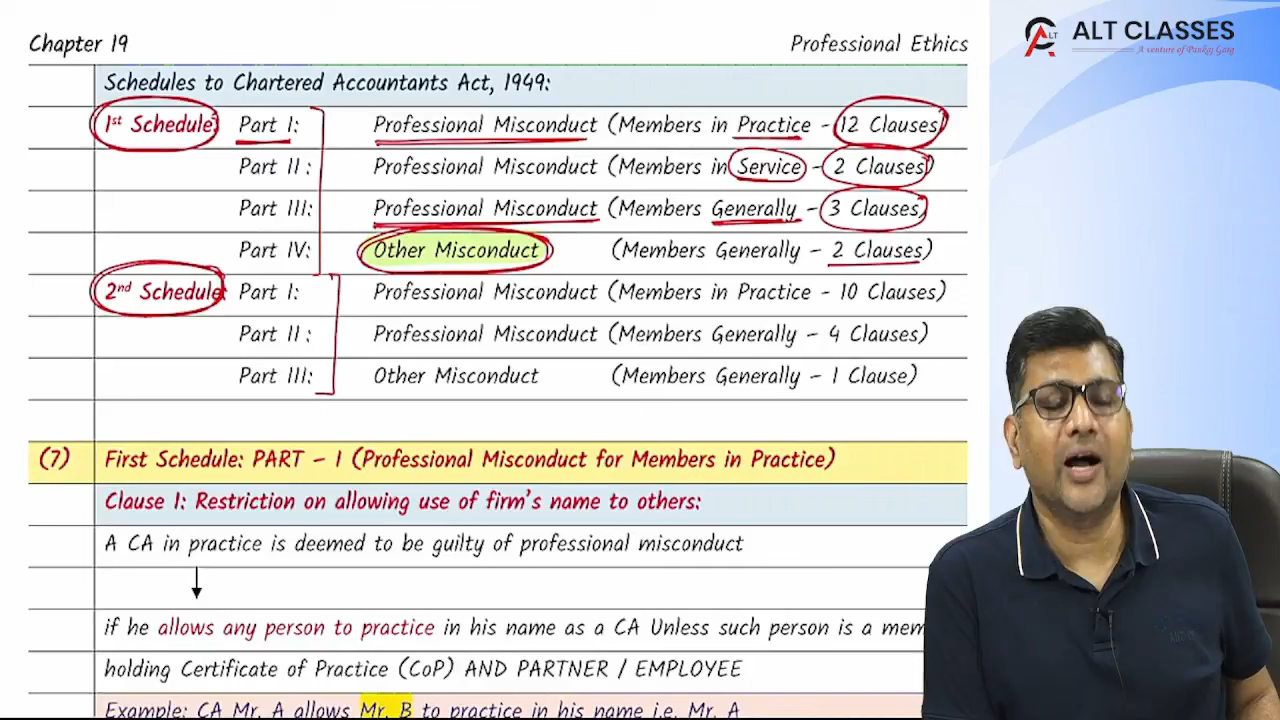 Chapter 19
Professional Ethics
ALT CLASSES
A venture of Pankaj Garg
ALT
Schedules to Chartered Accountants Act, 1949:
1st Schedule: Part I: Professional Misconduct (Members in Practice - 12 Clauses)
Part II : Professional Misconduct (Members in Service - 2 Clauses)
Part III: Professional Misconduct (Members Generally - 3 Clauses)
Part IV: Other Misconduct (Members Generally - 2 Clauses)
2nd Schedule: Part I: Professional Misconduct (Members in Practice - 10 Clauses)
Part II : Professional Misconduct (Members Generally - 4 Clauses)
Part III: Other Misconduct (Members Generally - 1 Clause)
(7) First Schedule: PART – I (Professional Misconduct for Members in Practice)
Clause 1: Restriction on allowing use of firm's name to others:
A CA in practice is deemed to be guilty of professional misconduct
if he allows any person to practice in his name as a CA Unless such person is a mem
holding Certificate of Practice (CoP) AND PARTNER / EMPLOYEE
Example: CA Mr. A allows Mr. B to practice in his name i.e. Mr. A